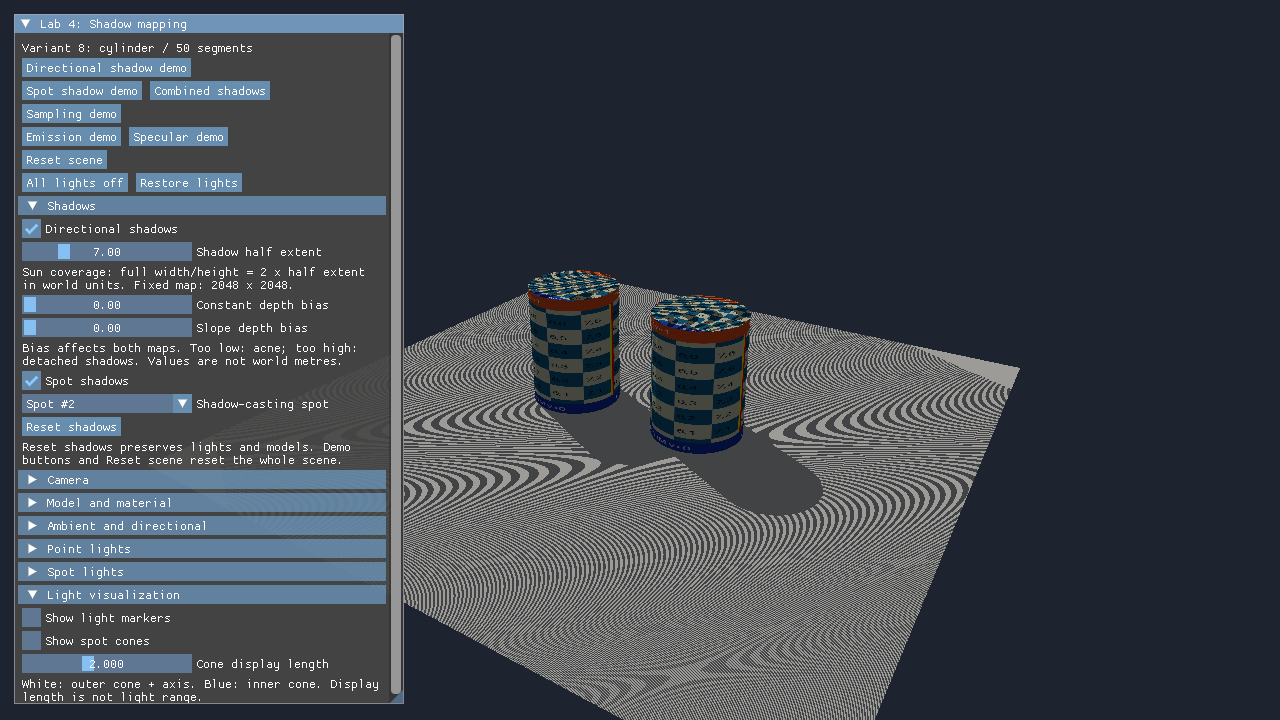 Lab 4: Shadow mapping
Variant 8: cylinder / 50 segments
Directional shadow demo
Spot shadow demo Combined shadows
Sampling demo
Emission demo Specular demo
Reset scene
All lights off Restore lights
Shadows
Directional shadows
7.00 Shadow half extent
Sun coverage: full width/height = 2 x half extent
in world units. Fixed map: 2048 x 2048.
0.00 Constant depth bias
0.00 Slope depth bias
Bias affects both maps. Too low: acne; too high:
detached shadows. Values are not world metres.
Spot shadows
Spot #2 Shadow-casting spot
Reset shadows
Reset shadows preserves lights and models. Demo
buttons and Reset scene reset the whole scene.
Camera
Model and material
Ambient and directional
Point lights
Spot lights
Light visualization
Show light markers
Show spot cones
2.000 Cone display length
White: outer cone + axis. Blue: inner cone. Display
length is not light range.